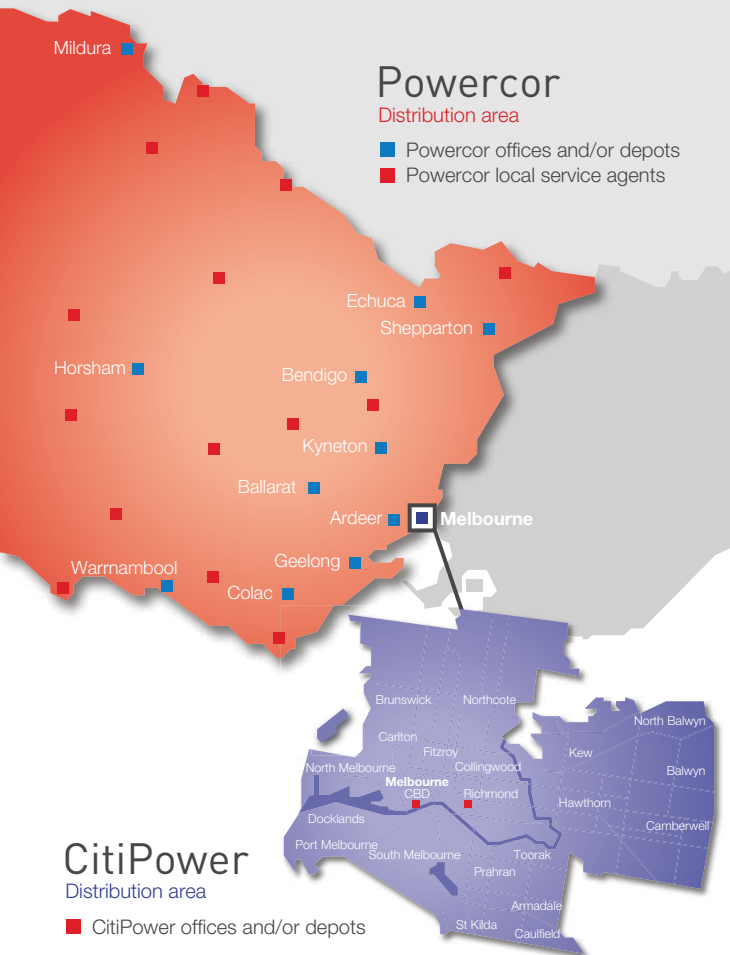 Mildura
Powercor
Distribution area
Powercor offices and/or depots
Powercor local service agents
Echuca
Shepparton
Horsham
Bendigo
Kyneton
Ballarat
Ardeer
Melbourne
Geelong
Warrnambool
Colac
Brunswick
Northcote
North Balwyn
Carlton
Fitzroy
Kew
Collingwood
North Melbourne
Balwyn
Melbourne
CBD
Richmond
Hawthorn
Docklands
Camberwell
Port Melbourne
South Melbourne
Toorak
Prahran
Armadale
St Kilda
Caulfield
CitiPower
Distribution area
CitiPower offices and/or depots